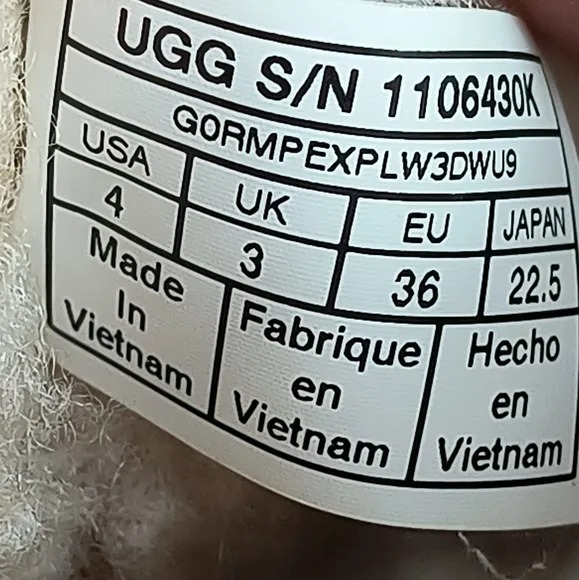 UGG S/N 1106430K
GORMPEXPLW3DWU9
USA UK EU JAPAN
4 3 36 22.5
Made
In
Vietnam
Fabrique
en
Vietnam
Hecho
en
Vietnam